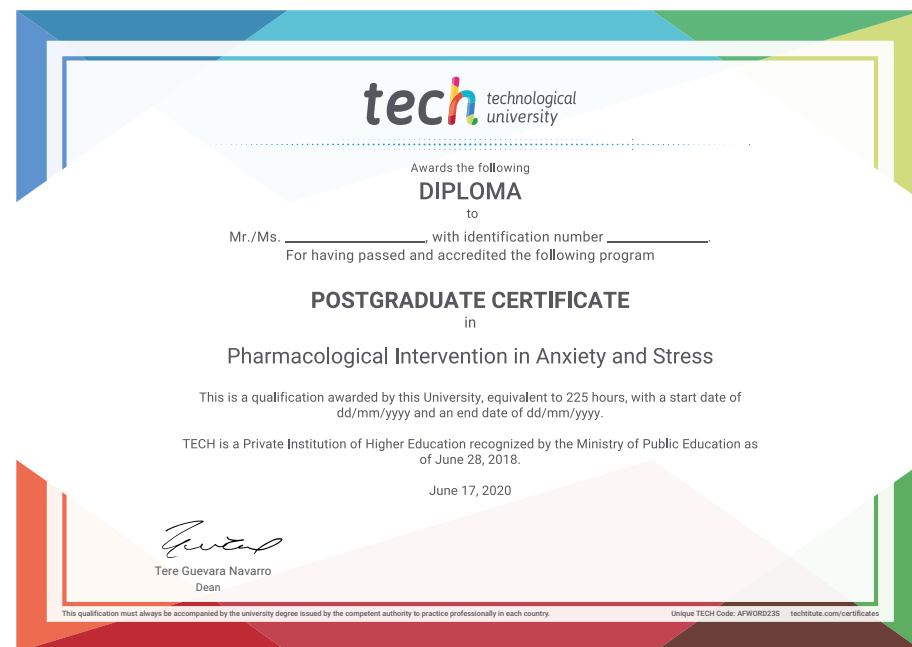 tech technological
university
Awards the following
DIPLOMA
to
Mr./Ms. ____________________, with identification number ______________.
For having passed and accredited the following program
POSTGRADUATE CERTIFICATE
in
Pharmacological Intervention in Anxiety and Stress
This is a qualification awarded by this University, equivalent to 225 hours, with a start date of
dd/mm/yyyy and an end date of dd/mm/yyyy.
TECH is a Private Institution of Higher Education recognized by the Ministry of Public Education as
of June 28, 2018.
June 17, 2020
Tere Guevara Navarro
Dean
This qualification must always be accompanied by the university degree issued by the competent authority to practice professionally in each country. Unique TECH Code: AFWORD23S techtitute.com/certificates